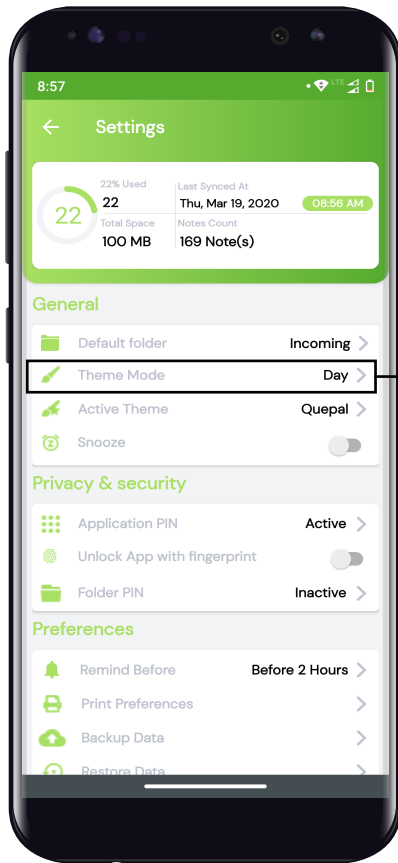 8:57 LTE
Settings
22% Used
22
22
Last Synced At
Thu, Mar 19, 2020 08:56 AM
Total Space
100 MB
Notes Count
169 Note(s)
General
Default folder Incoming
Theme Mode Day
Active Theme Quepal
Snooze
Privacy & security
Application PIN Active
Unlock App with fingerprint
Folder PIN Inactive
Preferences
Remind Before Before 2 Hours
Print Preferences
Backup Data
Restore Data